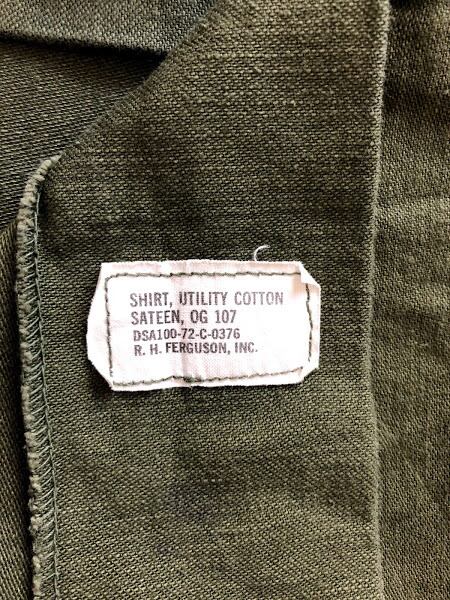 SHIRT, UTILITY COTTON
SATEEN, OG 107
DSA100-72-C-0376
R. H. FERGUSON, INC.